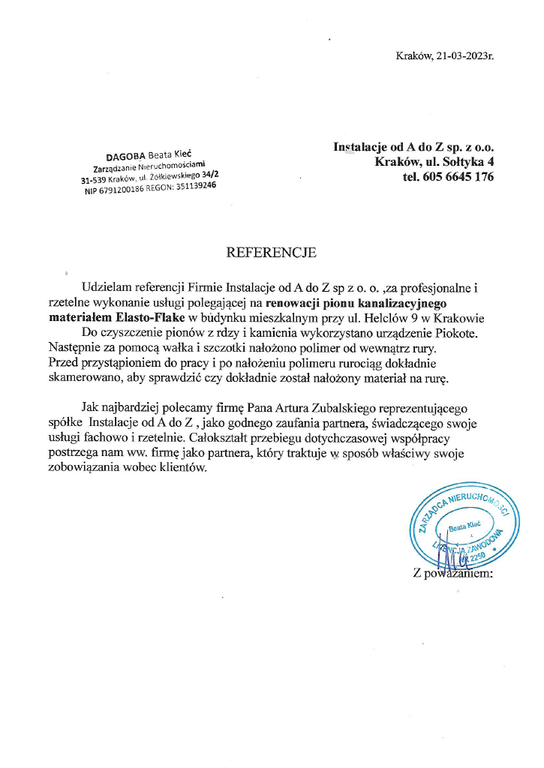 Kraków, 21-03-2023r.
DAGOBA Beata Kieć
Zarządzanie Nieruchomościami
31-539 Kraków, ul. Żółkiewskiego 34/2
NIP 6791200186 REGON: 351139246
Instalacje od A do Z sp. z o.o.
Kraków, ul. Sołtyka 4
tel. 605 6645 176
REFERENCJE
Udzielam referencji Firmie Instalacje od A do Z sp z o. o. ,za profesjonalne i
rzetelne wykonanie usługi polegającej na renowacji pionu kanalizacyjnego
materiałem Elasto-Flake w budynku mieszkalnym przy ul. Helclów 9 w Krakowie
Do czyszczenie pionów z rdzy i kamienia wykorzystano urządzenie Piokote.
Następnie za pomocą wałka i szczotki nałożono polimer od wewnątrz rury.
Przed przystąpieniem do pracy i po nałożeniu polimeru rurociąg dokładnie
skamerowano, aby sprawdzić czy dokładnie został nałożony materiał na rurę.
Jak najbardziej polecamy firmę Pana Artura Zubalskiego reprezentującego
spółke Instalacje od A do Z , jako godnego zaufania partnera, świadczącego swoje
usługi fachowo i rzetelnie. Całokształt przebiegu dotychczasowej współpracy
postrzega nam ww. firmę jako partnera, który traktuje w sposób właściwy swoje
zobowiązania wobec klientów.
ZARZĄDCA NIERUCHOMOŚCI
Beata Kieć
LICENCJA ZAWODOWA
2250
Z poważaniem: